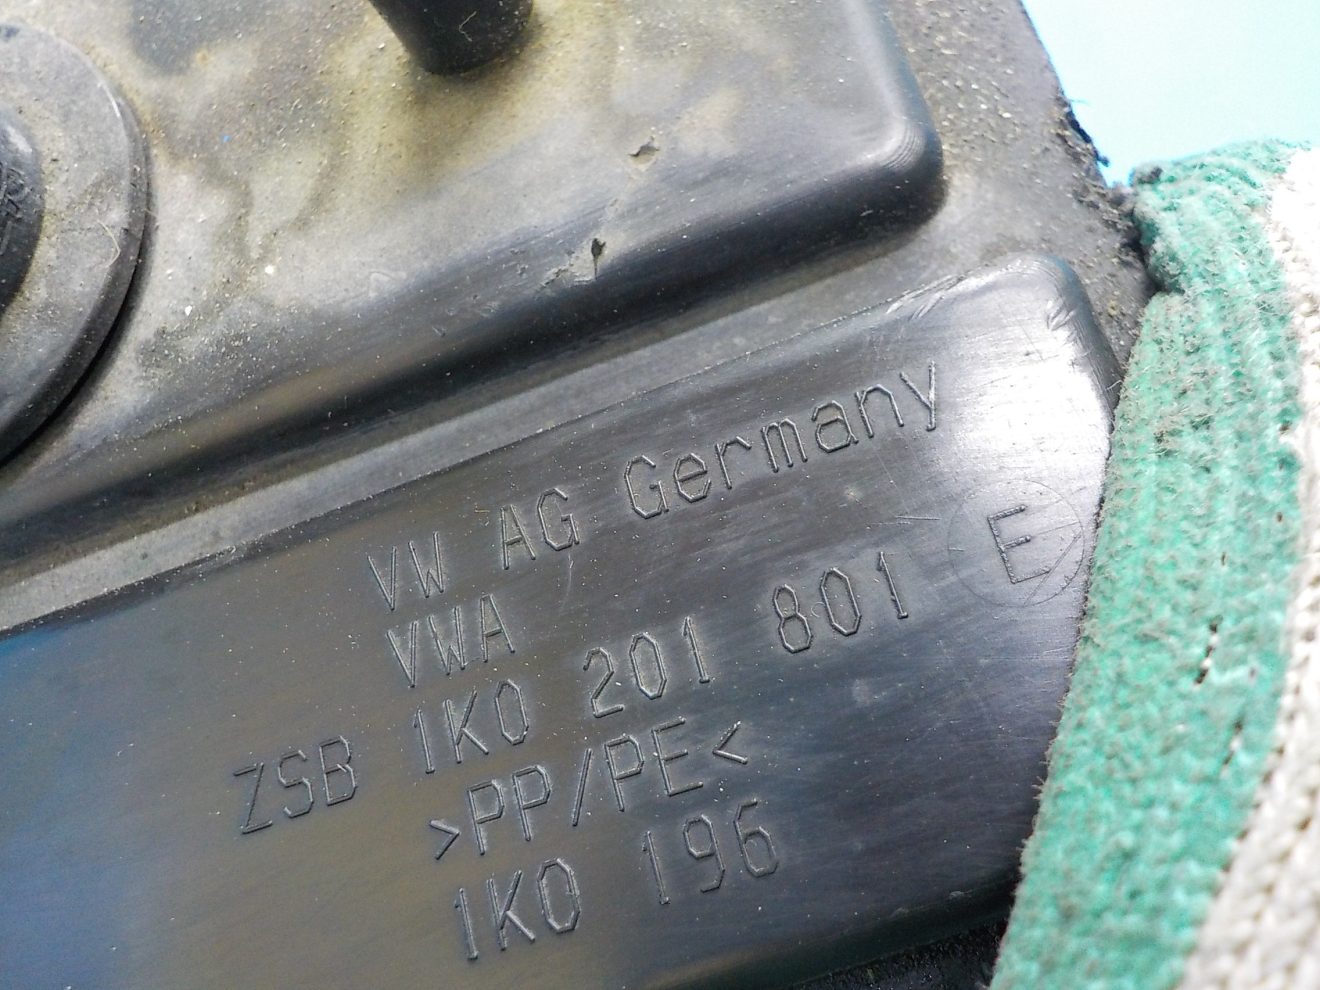 VW AG Germany
VWA
ZSB 1K0 201 801 E
>PP/PE<
1K0 196